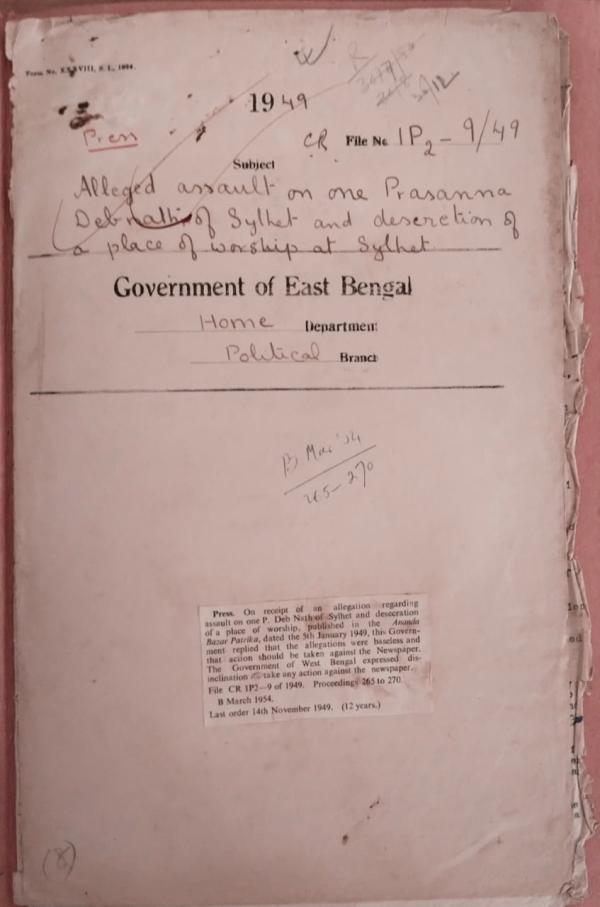 Form No. XXXVIII, S. I., 1084.
1949
Press
CR File No. 1P2 - 9/49
Subject
Alleged assault on one Prasanna
Debnath of Sylhet and descretion of
a place of worship at Sylhet
Government of East Bengal
Home Department
Political Branch
B Mar '54
265-270
Press. On receipt of an allegation regarding
assault on one P. Deb Nath of Sylhet and desecration
of a place of worship, published in the Ananda
Bazar Patrika, dated the 5th January 1949, this Govern-
ment replied that the allegations were baseless and
that action should be taken against the Newspaper.
The Government of West Bengal expressed dis-
inclination to take any action against the newspaper.
File CR 1P2—9 of 1949. Proceedings 265 to 270.
B March 1954.
Last order 14th November 1949. (12 years.)
(8)